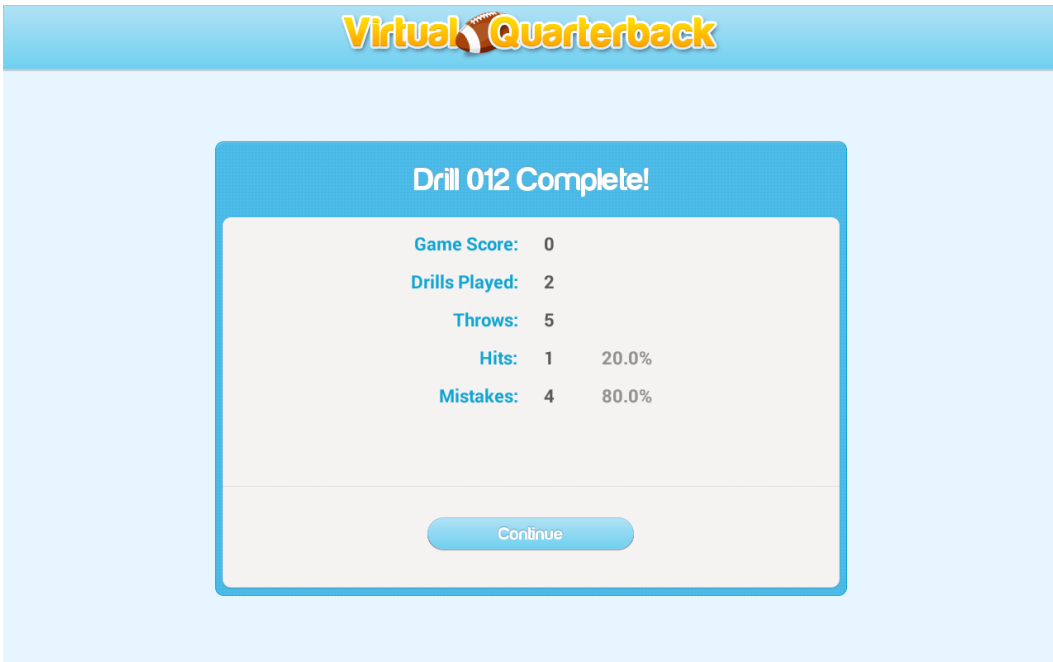 Virtual Quarterback
Drill 012 Complete!
Game Score: 0
Drills Played: 2
Throws: 5
Hits: 1 20.0%
Mistakes: 4 80.0%
Continue